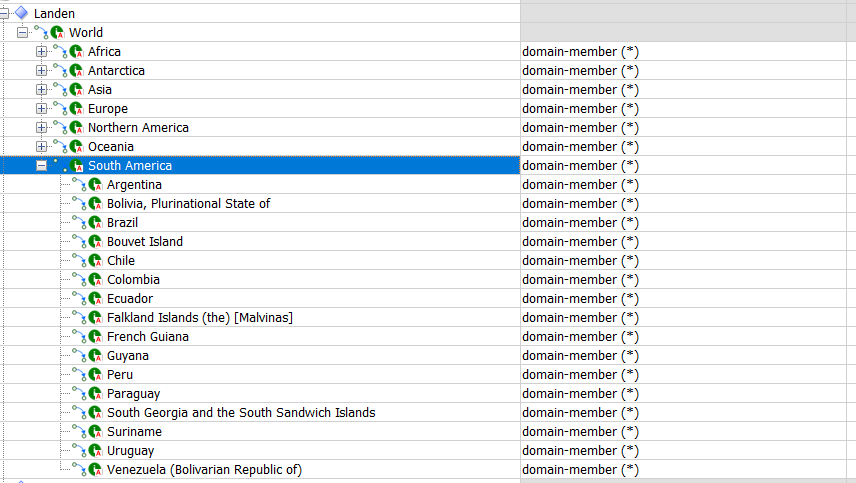 Landen
World
Africa domain-member (*)
Antarctica domain-member (*)
Asia domain-member (*)
Europe domain-member (*)
Northern America domain-member (*)
Oceania domain-member (*)
South America domain-member (*)
Argentina domain-member (*)
Bolivia, Plurinational State of domain-member (*)
Brazil domain-member (*)
Bouvet Island domain-member (*)
Chile domain-member (*)
Colombia domain-member (*)
Ecuador domain-member (*)
Falkland Islands (the) [Malvinas] domain-member (*)
French Guiana domain-member (*)
Guyana domain-member (*)
Peru domain-member (*)
Paraguay domain-member (*)
South Georgia and the South Sandwich Islands domain-member (*)
Suriname domain-member (*)
Uruguay domain-member (*)
Venezuela (Bolivarian Republic of) domain-member (*)